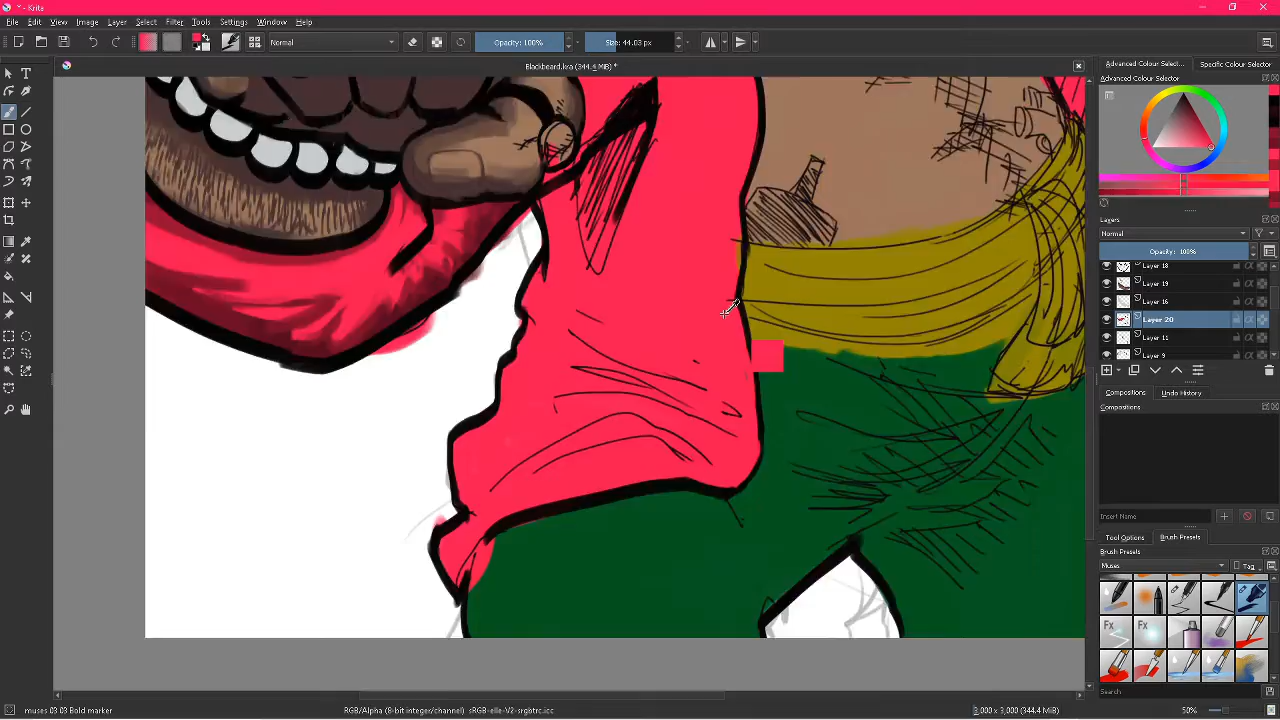 * - Krita
File Edit View Image Layer Select Filter Tools Settings Window Help
Normal Opacity: 100% Size: 44.03 px
Blackbeard.kra (344.4 MiB) *
Advanced Colour Selec... Specific Colour Selector
Advanced Colour Selector
Layers
Normal
Opacity: 100%
Layer 18
Layer 19
Layer 16
Layer 20
Layer 11
Layer 9
Compositions Undo History
Compositions
Insert Name
Tool Options Brush Presets
Brush Presets
Muses Tag
Fx Fx
Search
muses 03 03 Bold marker RGB/Alpha (8-bit integer/channel) sRGB-elle-V2-srgbtrc.icc 3,000 x 3,000 (344.4 MiB) 50%